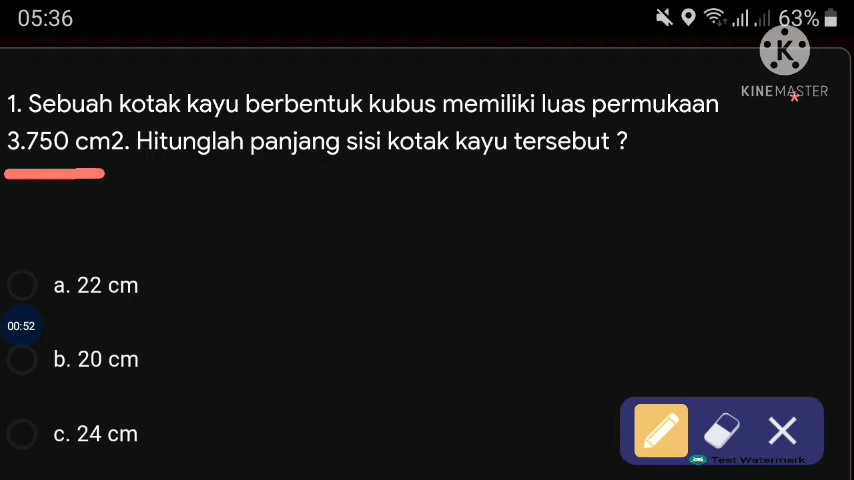 05:36
63%
KINEMASTER
1. Sebuah kotak kayu berbentuk kubus memiliki luas permukaan
*
3.750 cm2. Hitunglah panjang sisi kotak kayu tersebut ?
a. 22 cm
00:52
b. 20 cm
c. 24 cm
Test Watermark